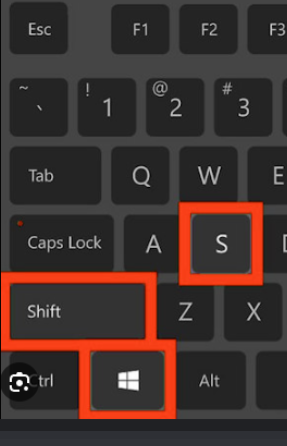 Esc F1 F2 F3
~ ! @ #
` 1 2 3
Tab Q W E
Caps Lock A S
Shift Z X
Ctrl Alt